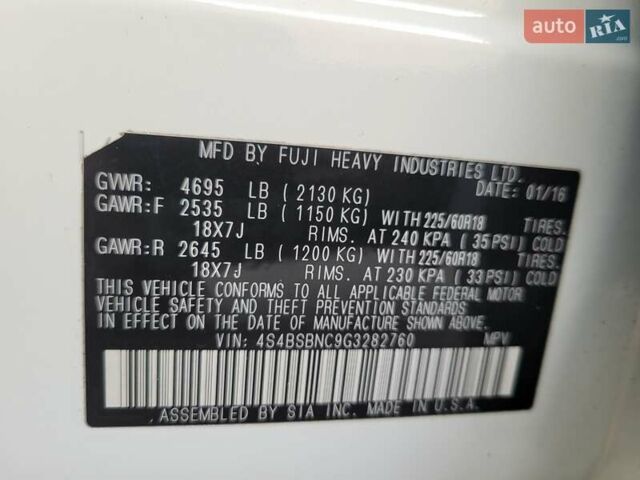 auto RIA.com
MFD BY FUJI HEAVY INDUSTRIES LTD.
GVWR: 4695 LB ( 2130 KG) DATE: 01/16
GAWR:F 2535 LB ( 1150 KG) WITH 225/60R18 TIRES.
18X7J RIMS. AT 240 KPA ( 35 PSI) COLD
GAWR:R 2645 LB ( 1200 KG) WITH 225/60R18 TIRES.
18X7J RIMS. AT 230 KPA ( 33 PSI) COLD
THIS VEHICLE CONFORMS TO ALL APPLICABLE FEDERAL MOTOR
VEHICLE SAFETY AND THEFT PREVENTION STANDARDS
IN EFFECT ON THE DATE OF MANUFACTURE SHOWN ABOVE.
VIN: 4S4BSBNC9G3282760 MPV
ASSEMBLED BY SIA INC. MADE IN U.S.A.